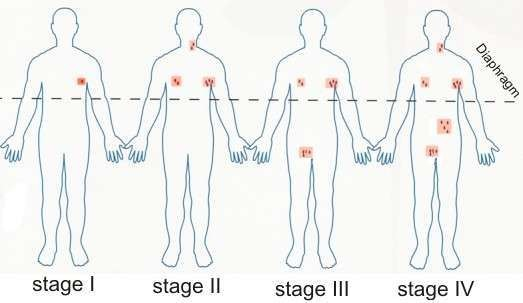 Diaphragm
stage I
stage II
stage III
stage IV